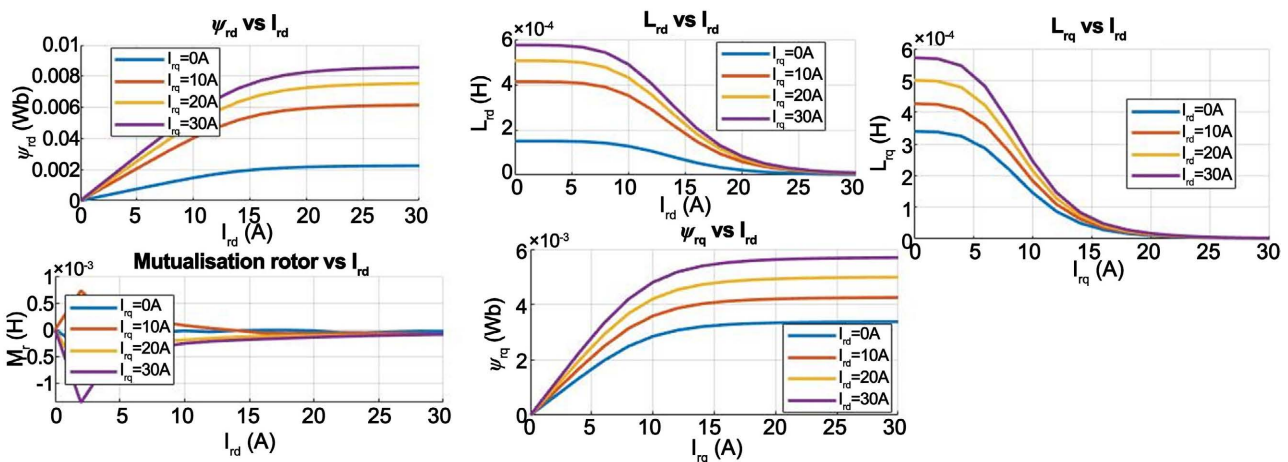 ψrd vs Ird
0.01
0.008
0.006
0.004
0.002
0
ψrd (Wb)
Irq=0A
Irq=10A
Irq=20A
Irq=30A
0 5 10 15 20 25 30
Ird (A)
Lrd vs Ird
×10-4
6
4
2
0
Lrd (H)
Irq=0A
Irq=10A
Irq=20A
Irq=30A
0 5 10 15 20 25 30
Ird (A)
Lrq vs Ird
×10-4
6
5
4
3
2
1
0
Lrq (H)
Ird=0A
Ird=10A
Ird=20A
Ird=30A
0 5 10 15 20 25 30
Irq (A)
Mutualisation rotor vs Ird
×10-3
1
0.5
0
-0.5
-1
Mr (H)
Irq=0A
Irq=10A
Irq=20A
Irq=30A
0 5 10 15 20 25 30
Ird (A)
ψrq vs Ird
×10-3
6
4
2
0
ψrq (Wb)
Ird=0A
Ird=10A
Ird=20A
Ird=30A
0 5 10 15 20 25 30
Irq (A)